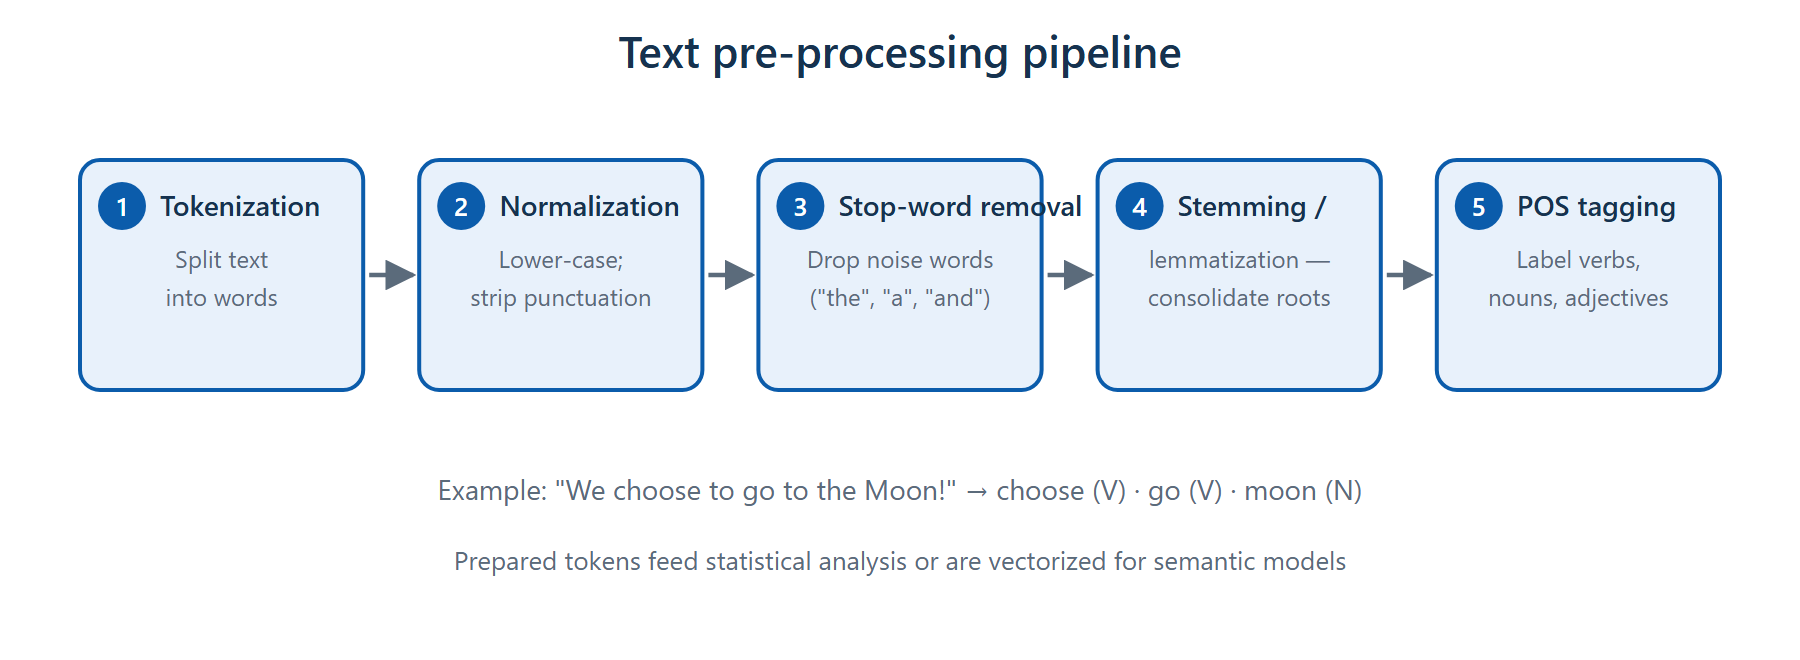 Text pre-processing pipeline
1 Tokenization
Split text
into words
2 Normalization
Lower-case;
strip punctuation
3 Stop-word removal
Drop noise words
("the", "a", "and")
4 Stemming /
lemmatization —
consolidate roots
5 POS tagging
Label verbs,
nouns, adjectives
Example: "We choose to go to the Moon!" → choose (V) · go (V) · moon (N)
Prepared tokens feed statistical analysis or are vectorized for semantic models